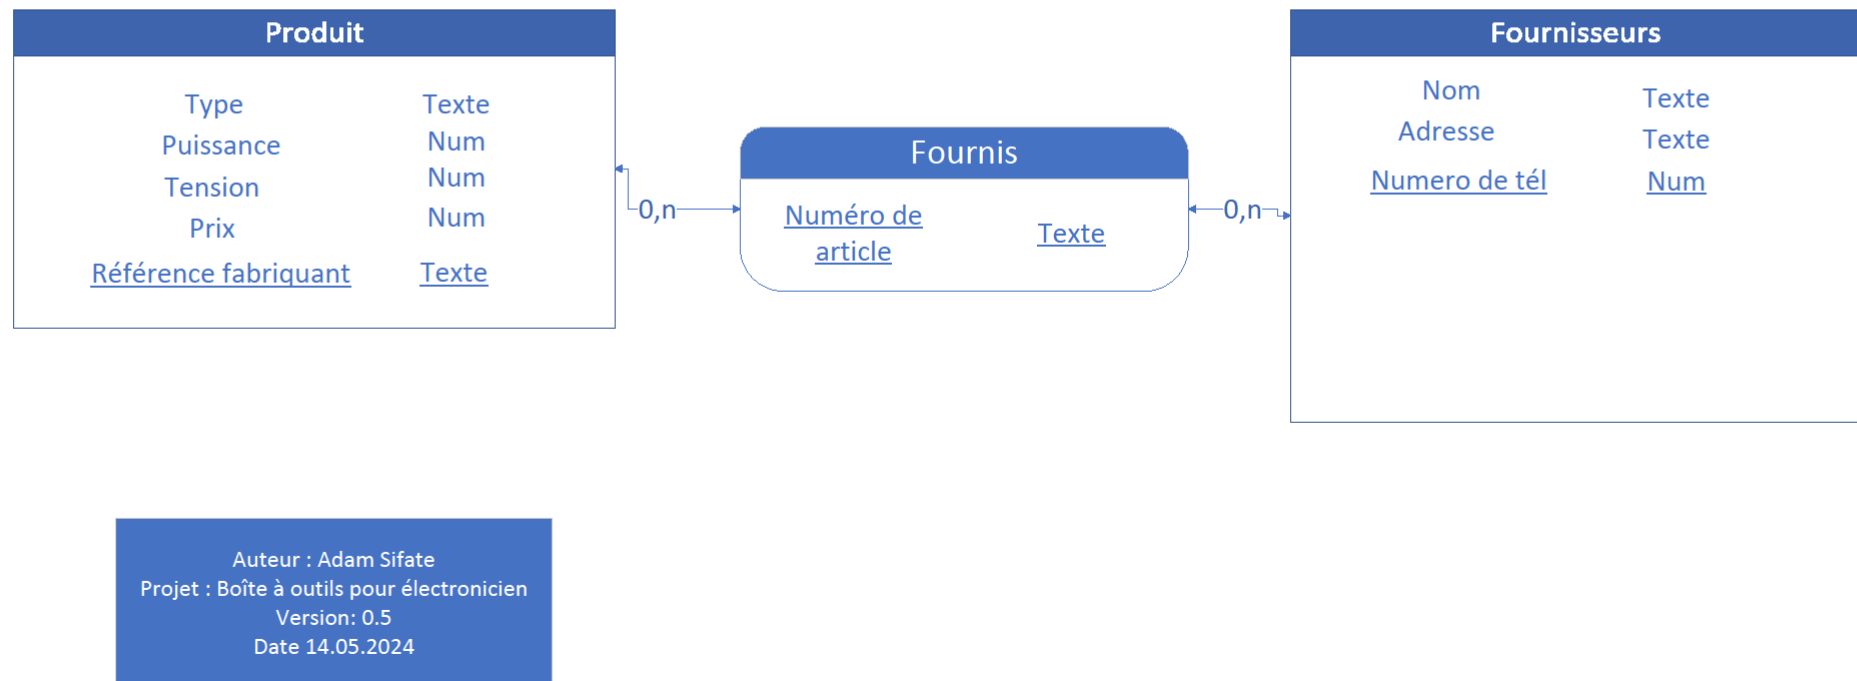 Produit
Type Texte
Puissance Num
Tension Num
Prix Num
Référence fabriquant Texte
0,n
Fournis
Numéro de
article
Texte
0,n
Fournisseurs
Nom Texte
Adresse Texte
Numero de tél Num
Auteur : Adam Sifate
Projet : Boîte à outils pour électronicien
Version: 0.5
Date 14.05.2024